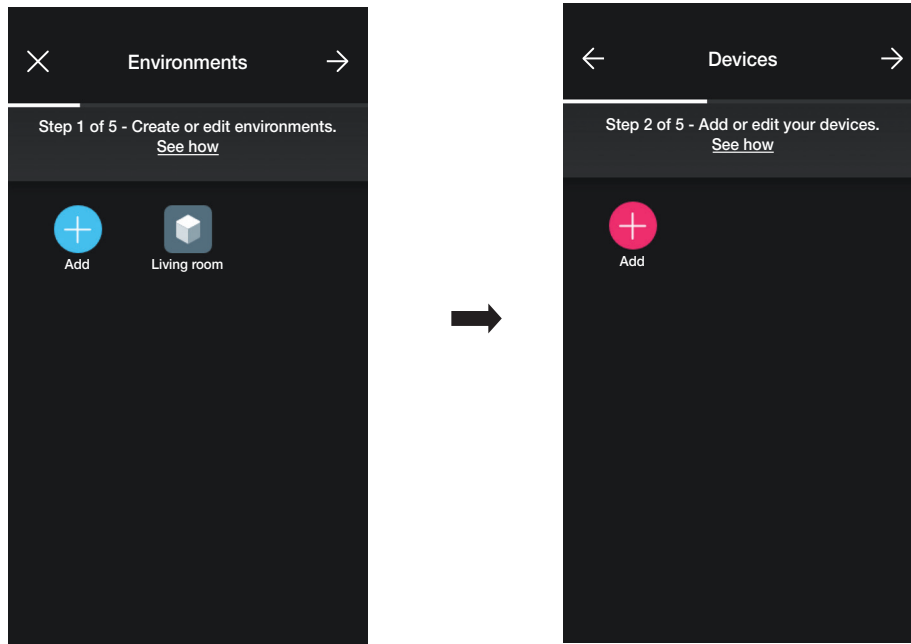 Environments
Step 1 of 5 - Create or edit environments.
See how
Add
Living room
Devices
Step 2 of 5 - Add or edit your devices.
See how
Add